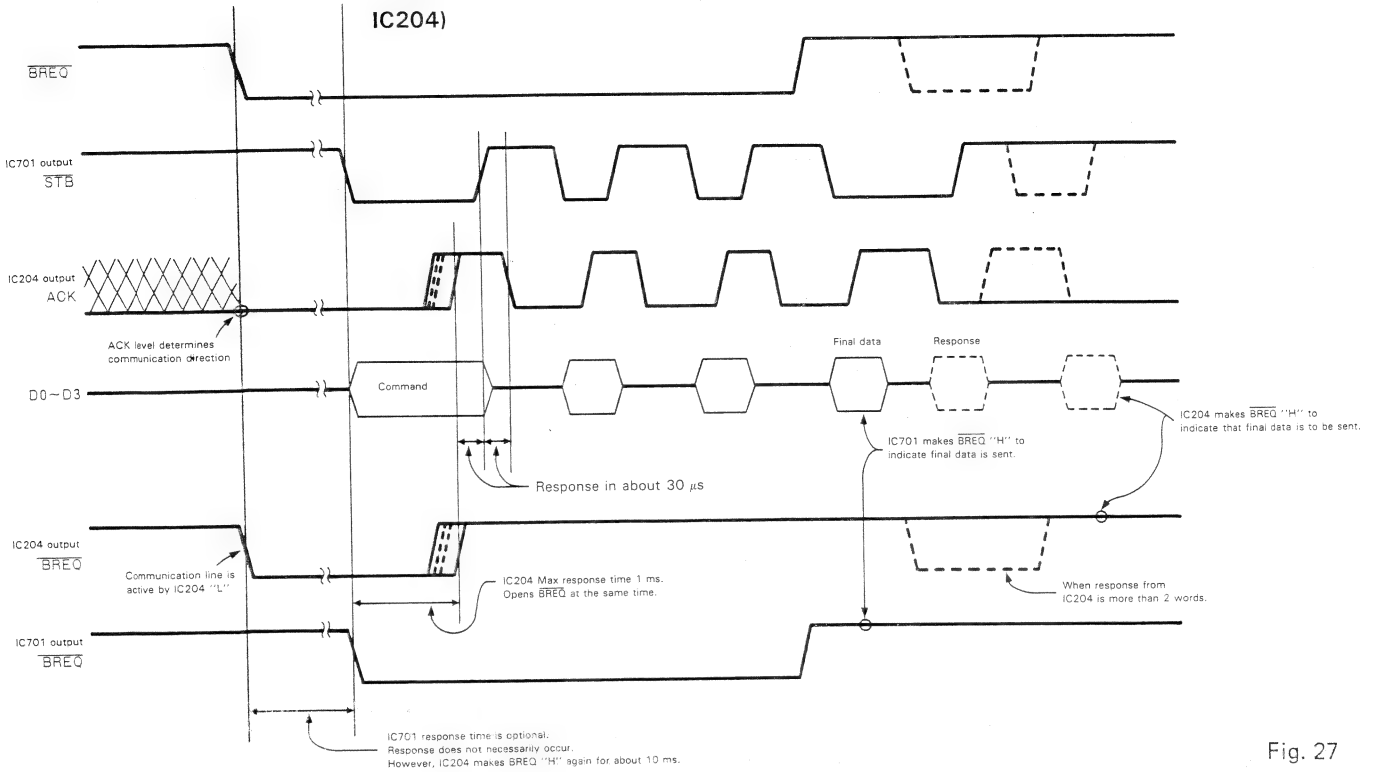 IC204)
BREQ
IC701 output
STB
IC204 output
ACK
ACK level determines
communication direction
Final data
Response
D0~D3
Command
IC204 makes BREQ "H" to
indicate that final data is to be sent.
IC701 makes BREQ "H" to
indicate final data is sent.
Response in about 30 μs
IC204 output
BREQ
Communication line is
active by IC204 "L"
IC204 Max response time 1 ms.
Opens BREQ at the same time.
When response from
IC204 is more than 2 words.
IC701 output
BREQ
IC701 response time is optional.
Response does not necessarily occur.
However, IC204 makes BREQ "H" again for about 10 ms.
Fig. 27